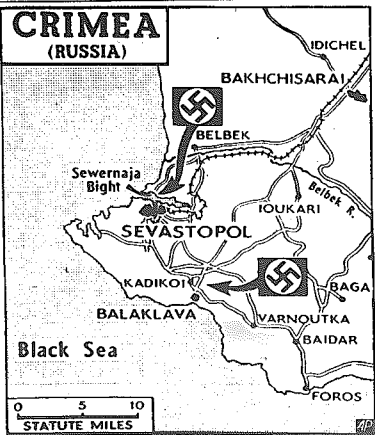 CRIMEA
(RUSSIA)
IDICHEL
BAKHCHISARAI
BELBEK
Sewernaja
Bight
Belbek R.
IOUKARI
SEVASTOPOL
KADIKOI
BAGA
BALAKLAVA
VARNOUTKA
BAIDAR
Black Sea
FOROS
0 5 10
STATUTE MILES
AP